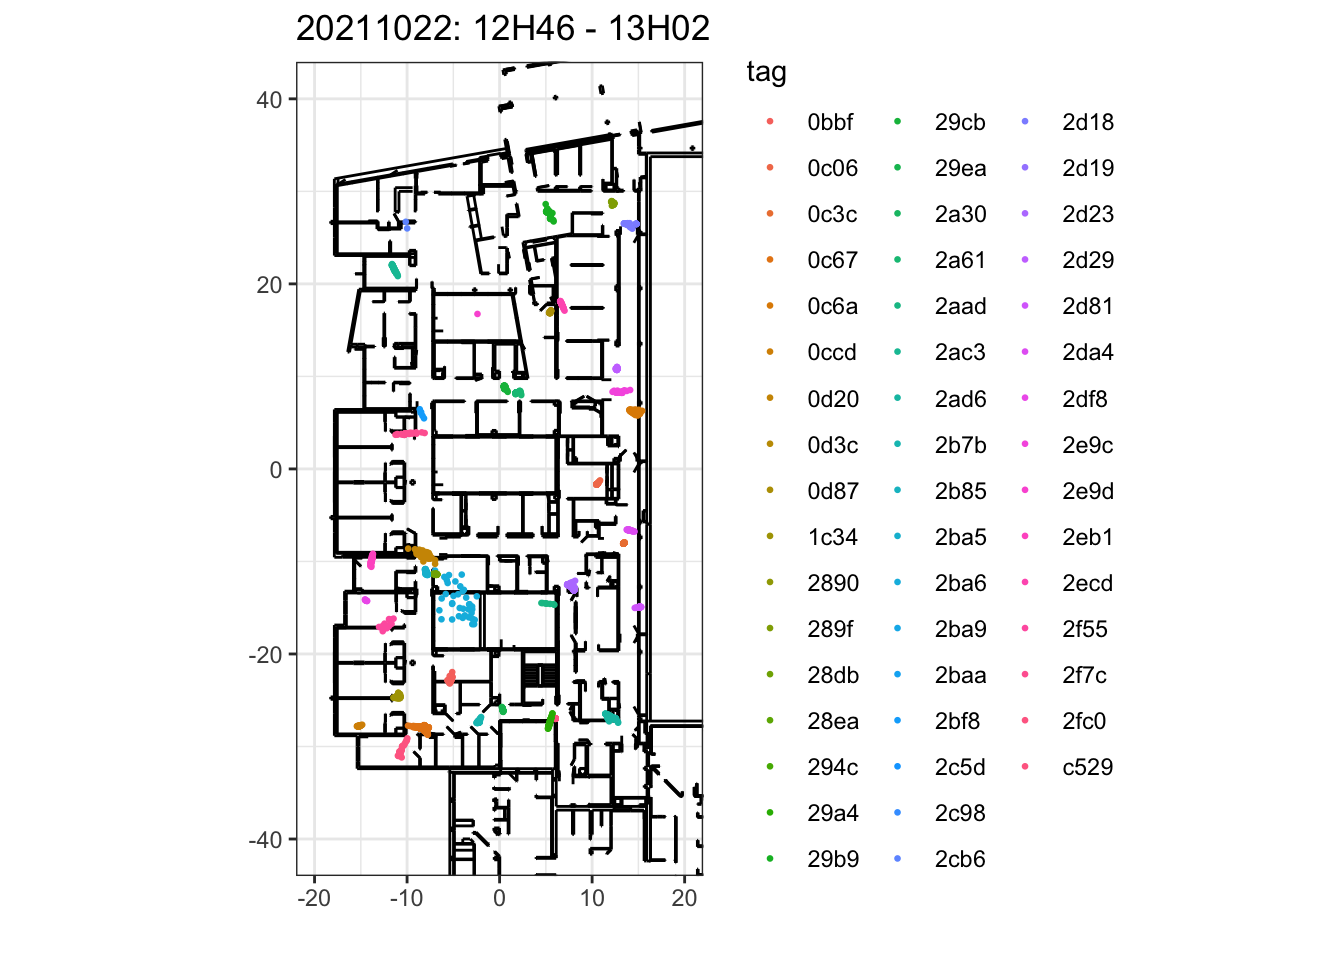 20211022: 12H46 - 13H02
tag
0bbf 29cb 2d18
0c06 29ea 2d19
0c3c 2a30 2d23
0c67 2a61 2d29
0c6a 2aad 2d81
0ccd 2ac3 2da4
0d20 2ad6 2df8
0d3c 2b7b 2e9c
0d87 2b85 2e9d
1c34 2ba5 2eb1
2890 2ba6 2ecd
289f 2ba9 2f55
28db 2baa 2f7c
28ea 2bf8 2fc0
294c 2c5d c529
29a4 2c98
29b9 2cb6
40
20
0
-20
-40
-20 -10 0 10 20